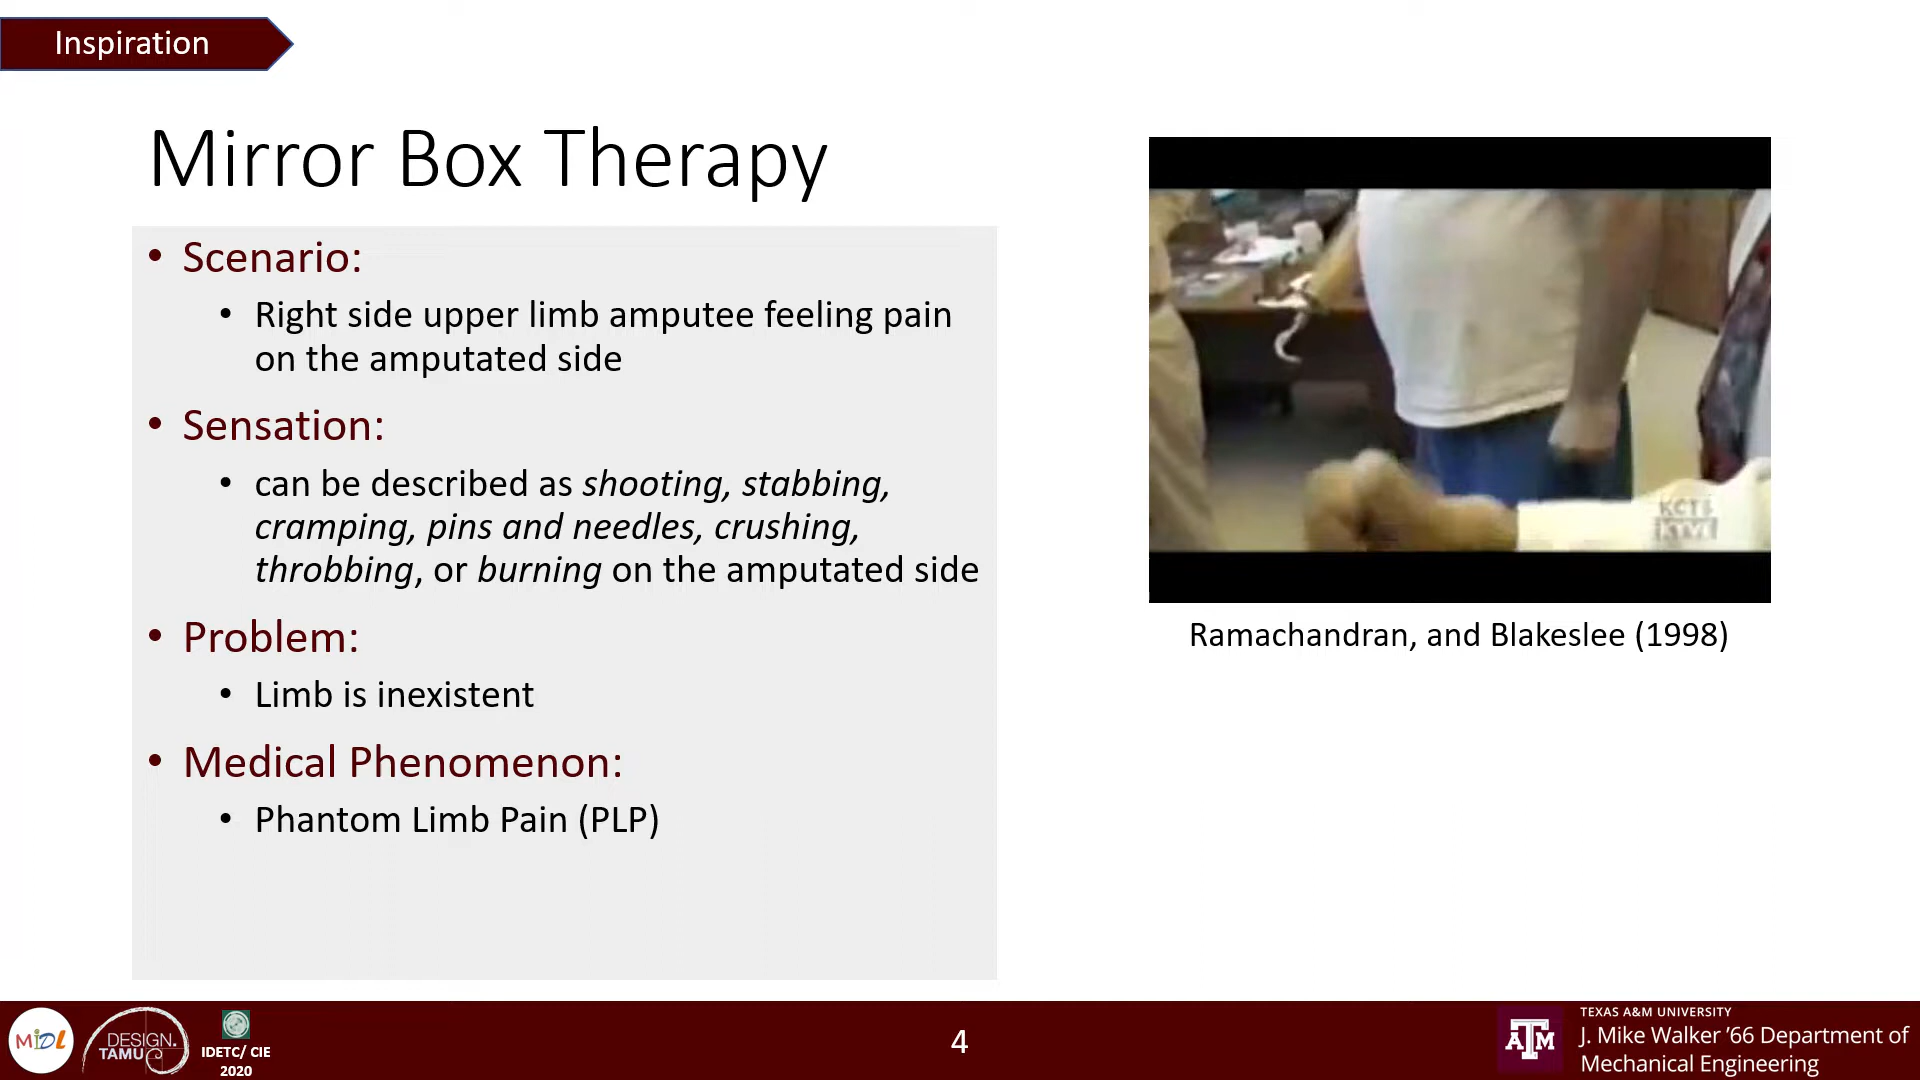 Inspiration
Mirror Box Therapy
• Scenario:
• Right side upper limb amputee feeling pain
on the amputated side
• Sensation:
• can be described as shooting, stabbing,
cramping, pins and needles, crushing,
throbbing, or burning on the amputated side
• Problem:
• Limb is inexistent
• Medical Phenomenon:
• Phantom Limb Pain (PLP)
KCTS
Ramachandran, and Blakeslee (1998)
MiDL
DESIGN.
TAMU
IDETC/ CIE
2020
4
ATM
TEXAS A&M UNIVERSITY
J. Mike Walker '66 Department of
Mechanical Engineering